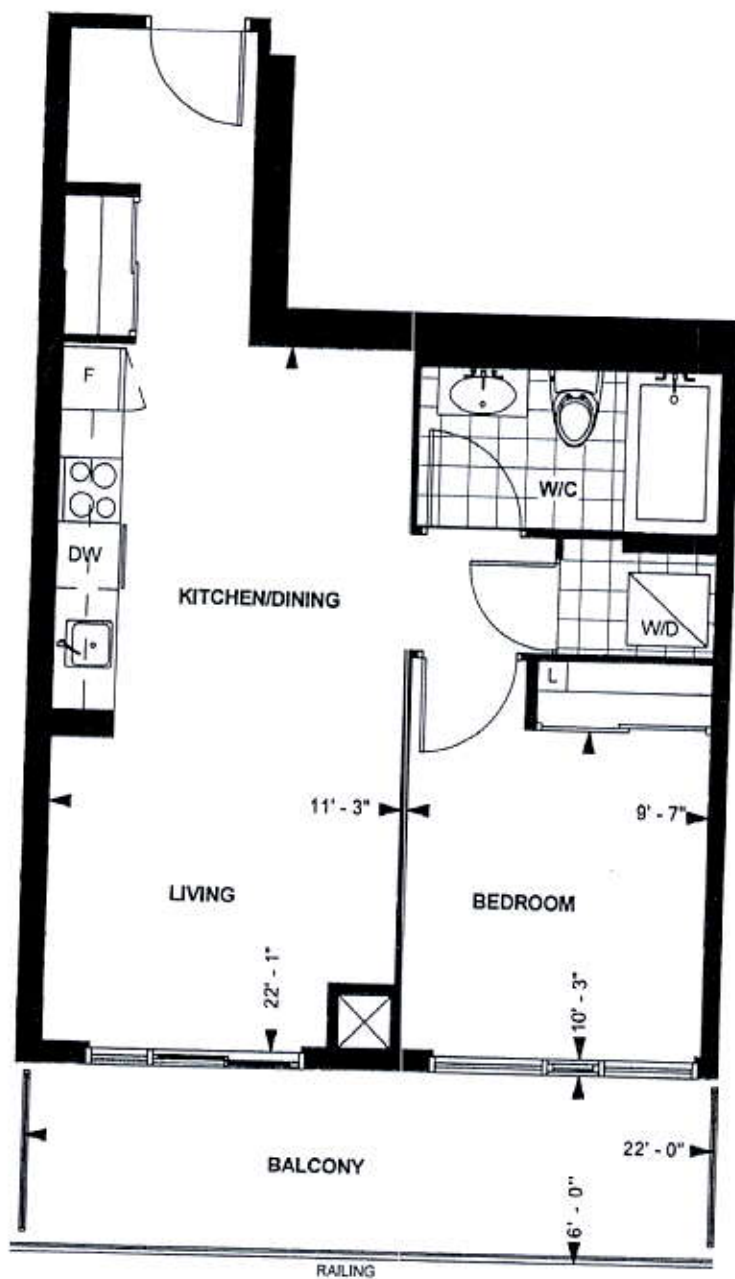 F
W/C
DW
KITCHEN/DINING
W/D
L
11' - 3"
9' - 7"
LIVING
BEDROOM
22' - 1"
10' - 3"
BALCONY
22' - 0"
6' - 0"
RAILING